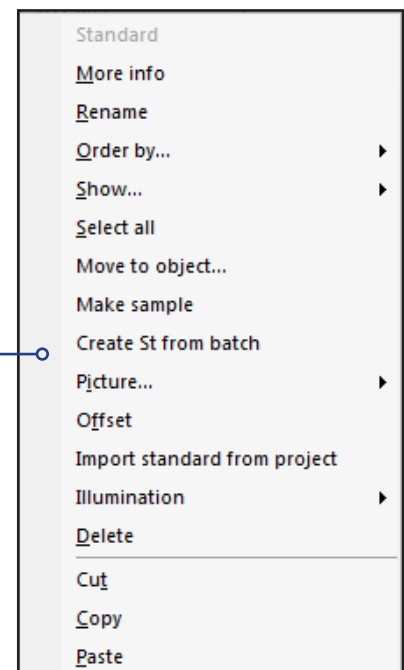 Standard
More info
Rename
Order by...
Show...
Select all
Move to object...
Make sample
Create St from batch
Picture...
Offset
Import standard from project
Illumination
Delete
Cut
Copy
Paste